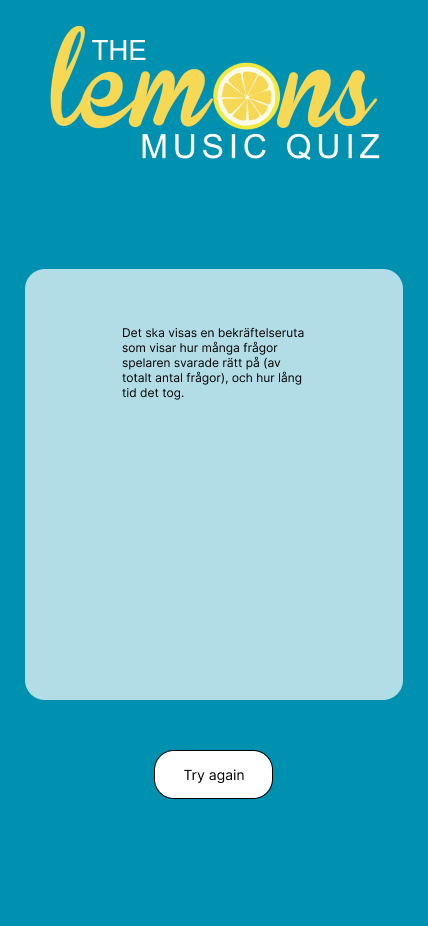 THE
lemons
MUSIC QUIZ
Det ska visas en bekräftelseruta
som visar hur många frågor
spelaren svarade rätt på (av
totalt antal frågor), och hur lång
tid det tog.
Try again